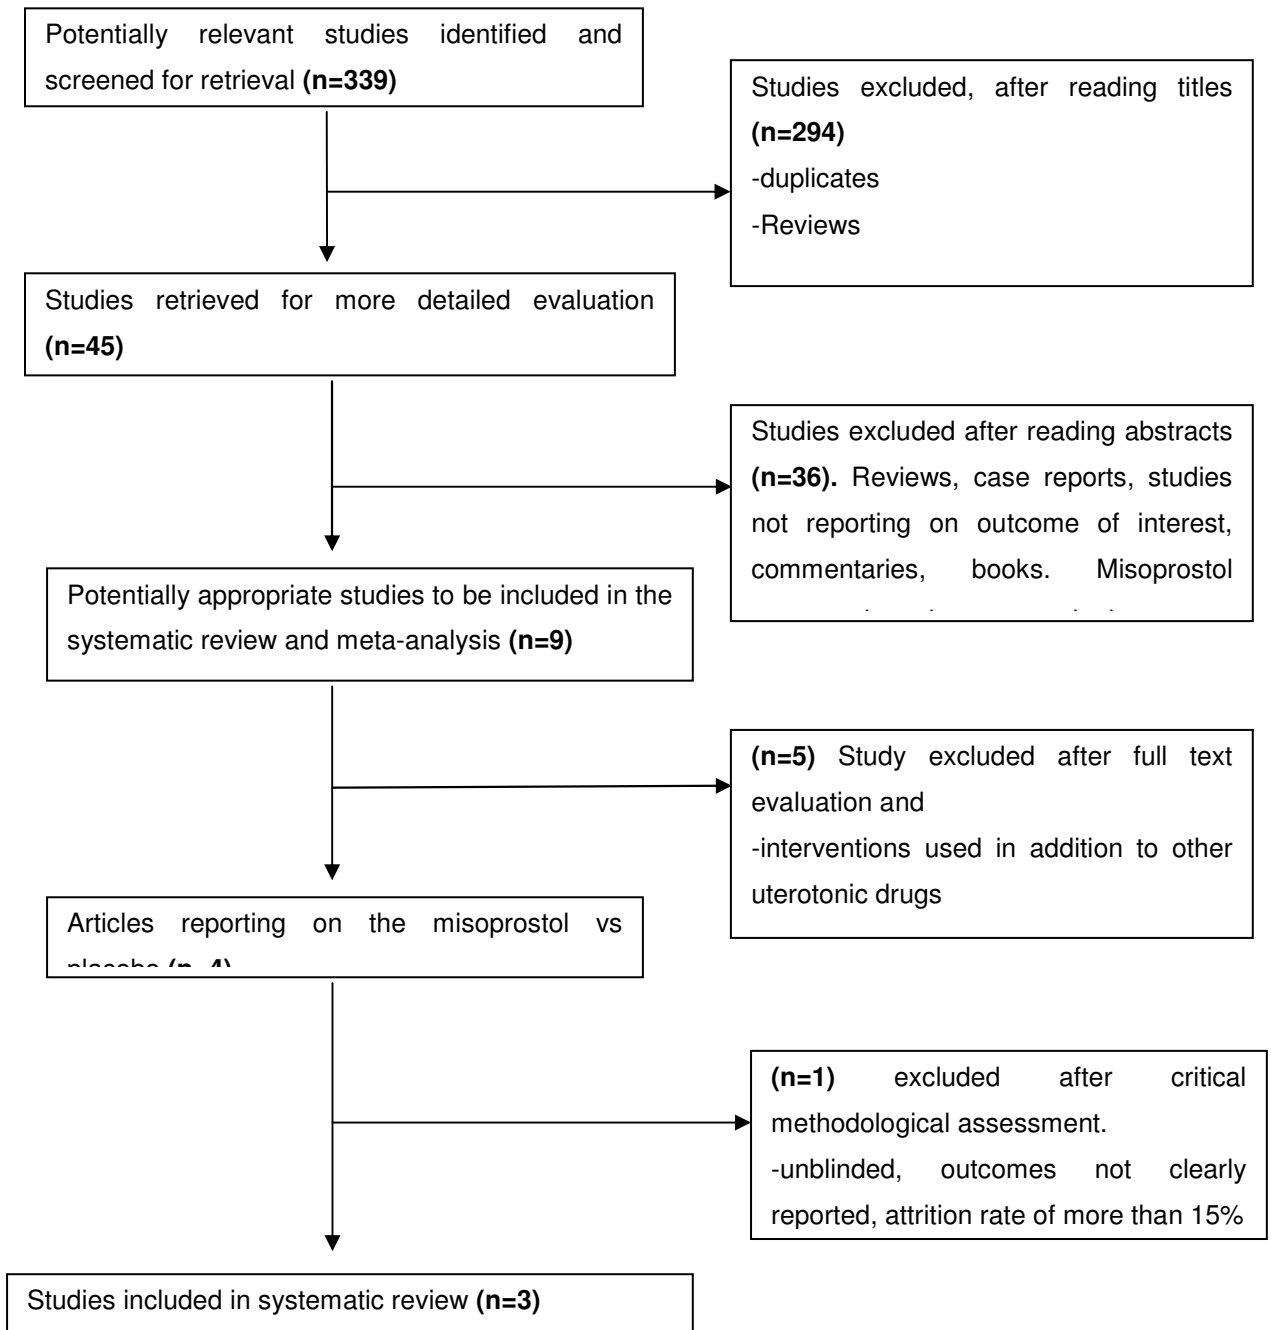 Potentially relevant studies identified and
screened for retrieval (n=339)
Studies excluded, after reading titles
(n=294)
-duplicates
-Reviews
Studies retrieved for more detailed evaluation
(n=45)
Studies excluded after reading abstracts
(n=36). Reviews, case reports, studies
not reporting on outcome of interest,
commentaries, books. Misoprostol
Potentially appropriate studies to be included in the
systematic review and meta-analysis (n=9)
(n=5) Study excluded after full text
evaluation and
-interventions used in addition to other
uterotonic drugs
Articles reporting on the misoprostol vs
placebo (n=4)
(n=1) excluded after critical
methodological assessment.
-unblinded, outcomes not clearly
reported, attrition rate of more than 15%
Studies included in systematic review (n=3)